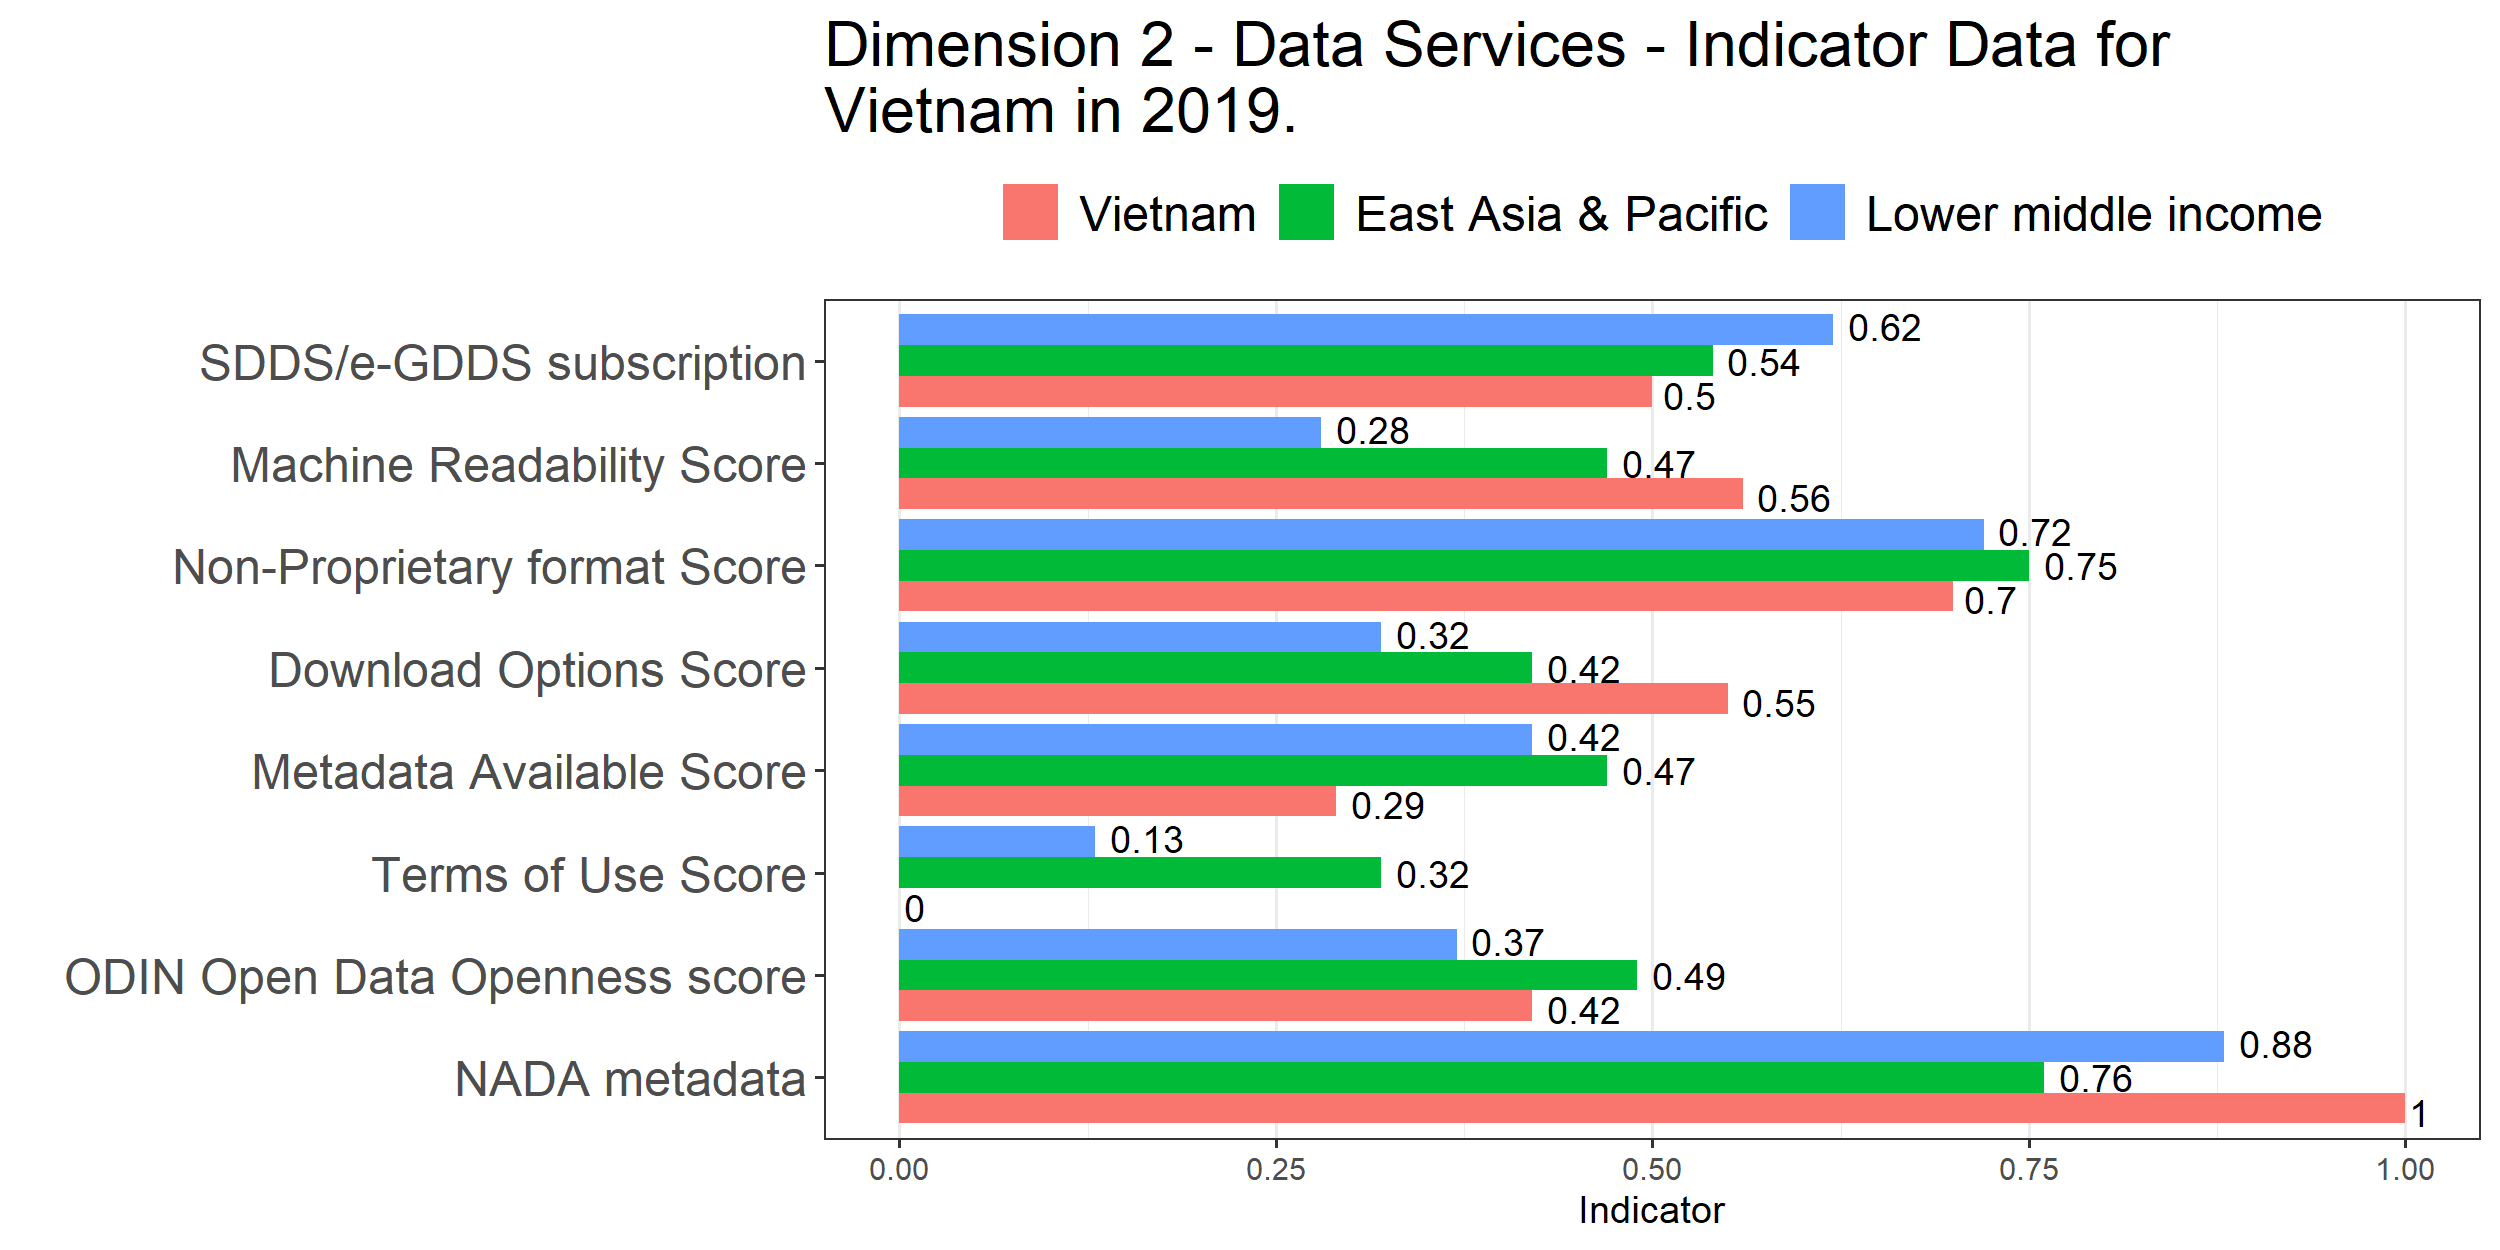 Dimension 2 - Data Services - Indicator Data for
Vietnam in 2019.
Vietnam East Asia & Pacific Lower middle income
SDDS/e-GDDS subscription
0.62
0.54
0.5
Machine Readability Score
0.28
0.47
0.56
Non-Proprietary format Score
0.72
0.75
0.7
Download Options Score
0.32
0.42
0.55
Metadata Available Score
0.42
0.47
0.29
Terms of Use Score
0.13
0.32
0
ODIN Open Data Openness score
0.37
0.49
0.42
NADA metadata
0.88
0.76
1
0.00 0.25 0.50 0.75 1.00
Indicator